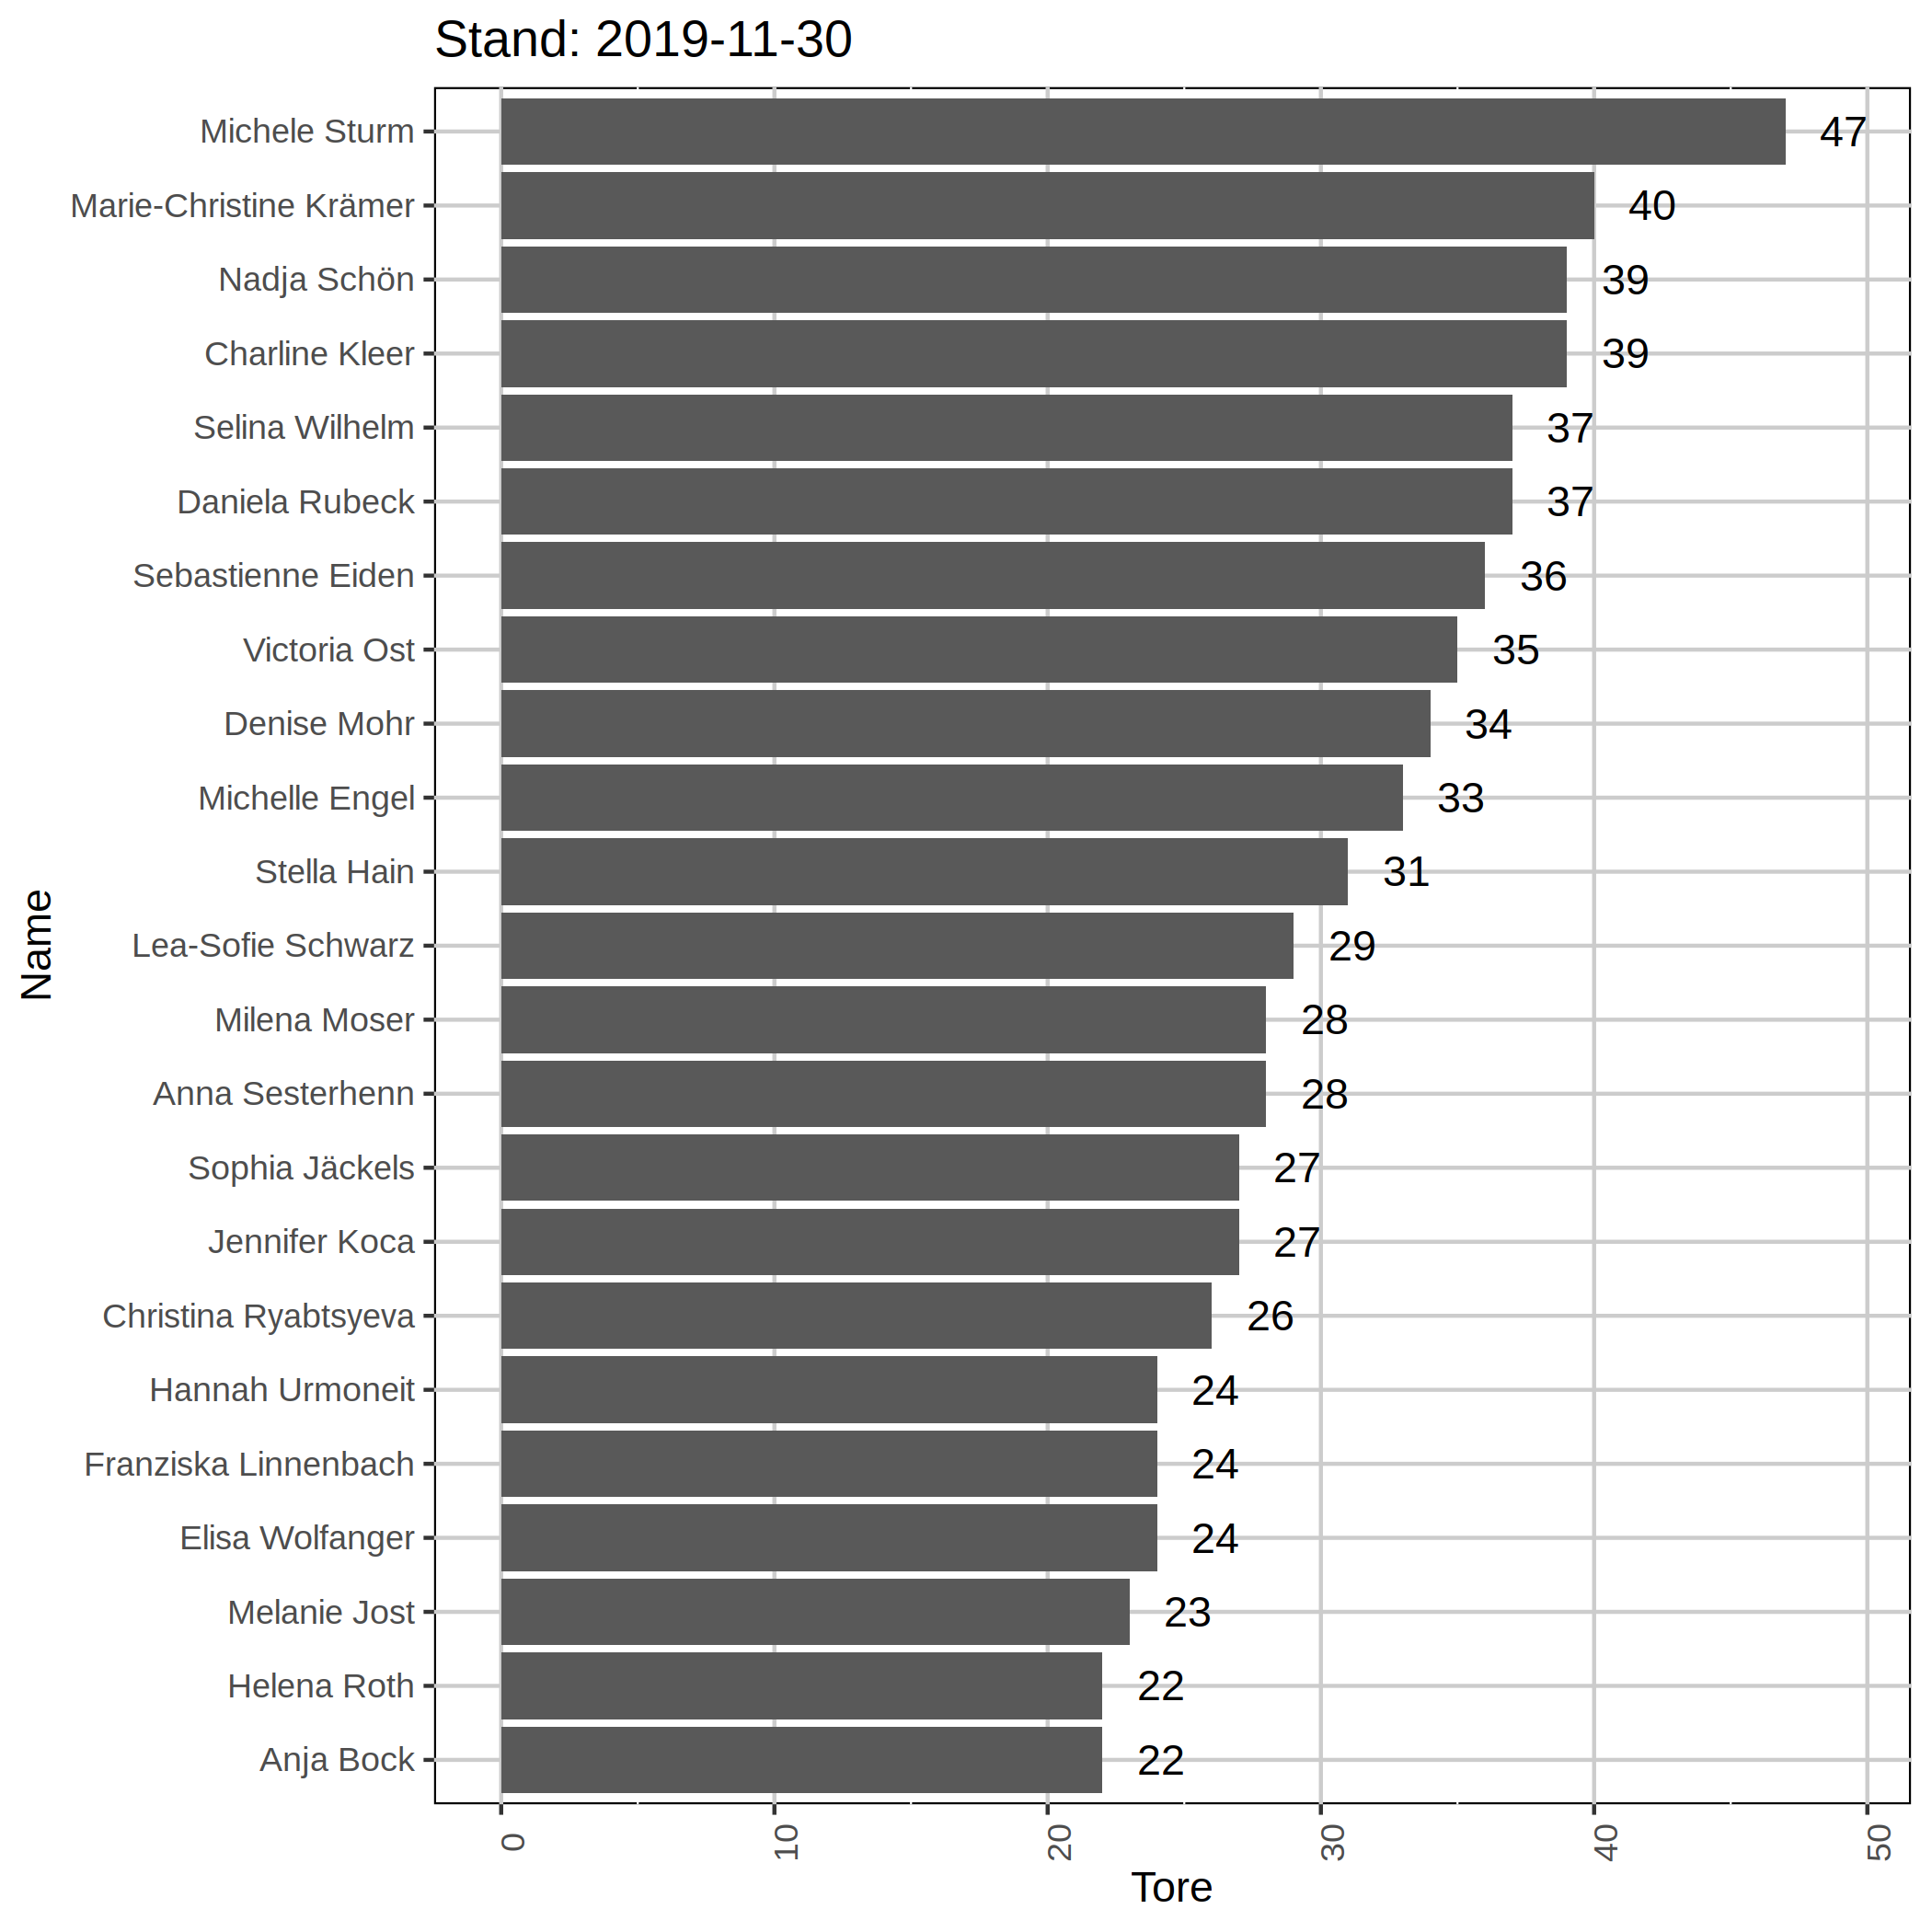 Stand: 2019-11-30
Michele Sturm 47
Marie-Christine Krämer 40
Nadja Schön 39
Charline Kleer 39
Selina Wilhelm 37
Daniela Rubeck 37
Sebastienne Eiden 36
Victoria Ost 35
Denise Mohr 34
Michelle Engel 33
Stella Hain 31
Lea-Sofie Schwarz 29
Milena Moser 28
Anna Sesterhenn 28
Sophia Jäckels 27
Jennifer Koca 27
Christina Ryabtsyeva 26
Hannah Urmoneit 24
Franziska Linnenbach 24
Elisa Wolfanger 24
Melanie Jost 23
Helena Roth 22
Anja Bock 22
Name
0 10 20 30 40 50
Tore